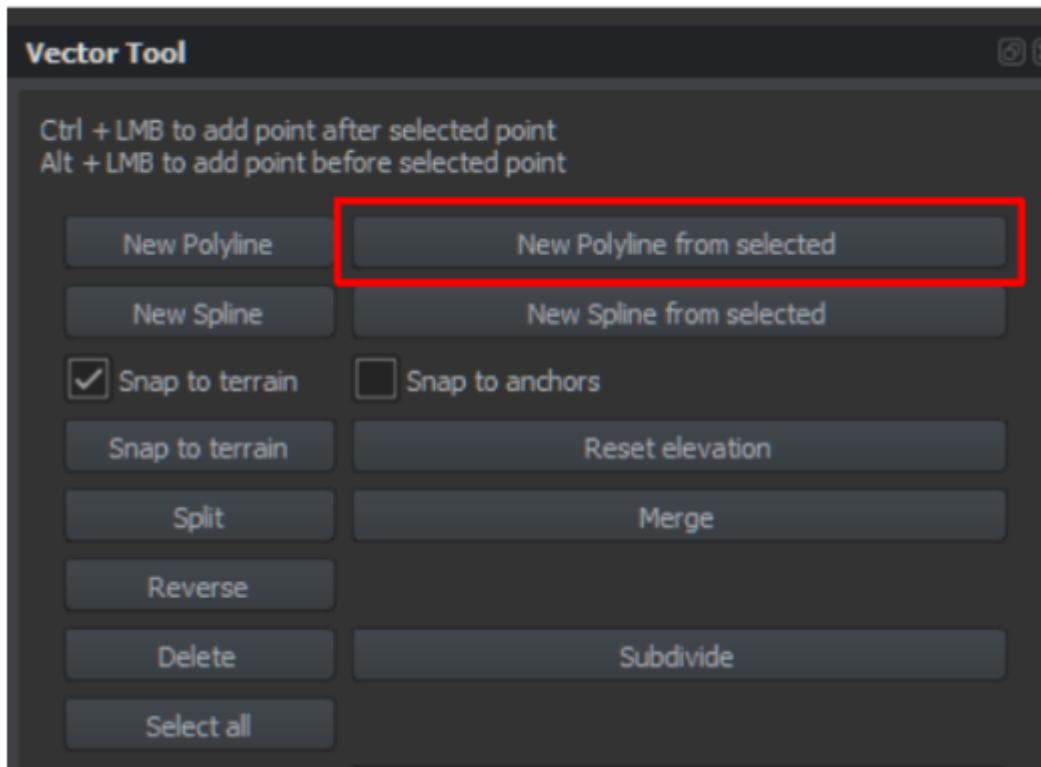 Vector Tool
Ctrl + LMB to add point after selected point
Alt + LMB to add point before selected point
New Polyline
New Polyline from selected
New Spline
New Spline from selected
Snap to terrain
Snap to anchors
Snap to terrain
Reset elevation
Split
Merge
Reverse
Delete
Subdivide
Select all